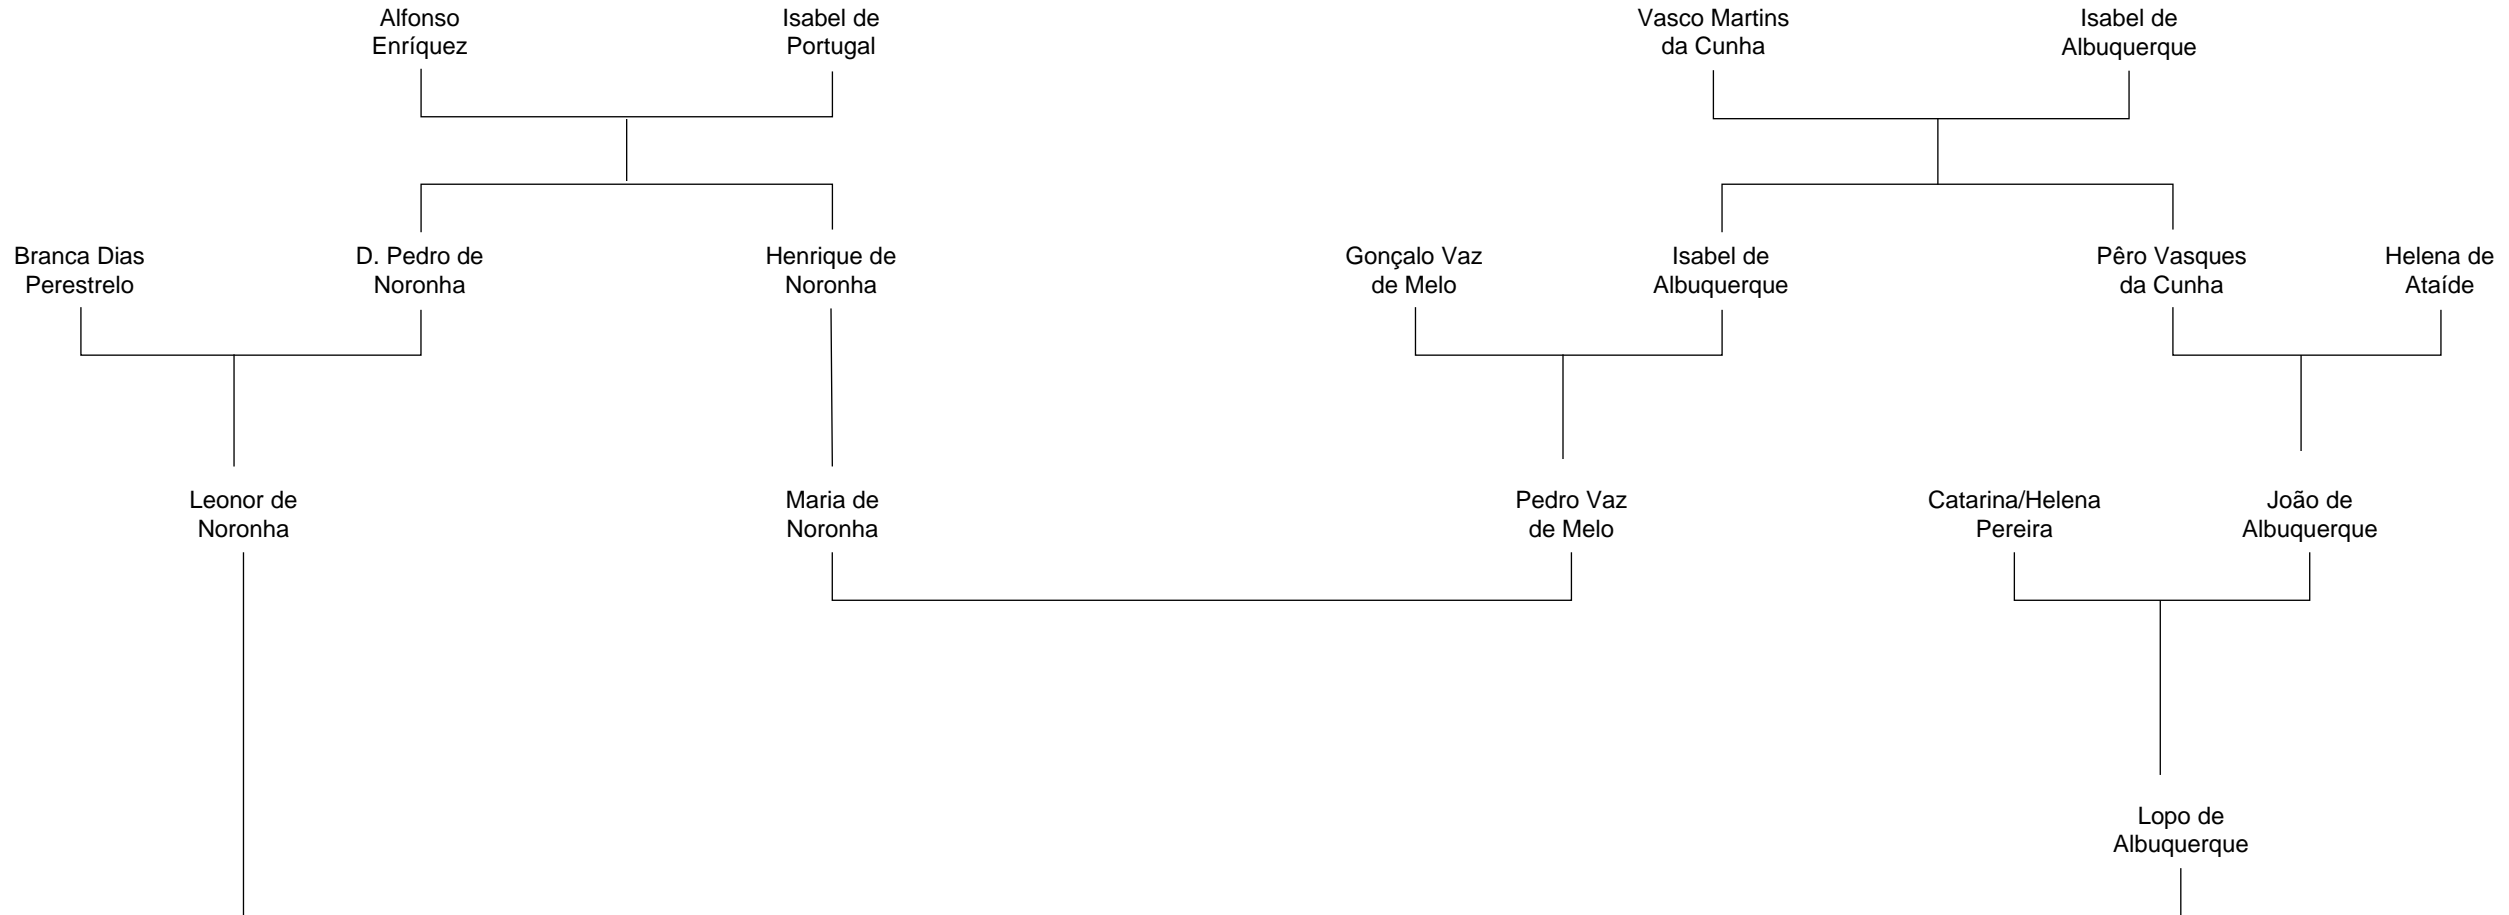 Alfonso
Enríquez
Isabel de
Portugal
Vasco Martins
da Cunha
Isabel de
Albuquerque
Branca Dias
Perestrelo
D. Pedro de
Noronha
Henrique de
Noronha
Gonçalo Vaz
de Melo
Isabel de
Albuquerque
Pêro Vasques
da Cunha
Helena de
Ataíde
Leonor de
Noronha
Maria de
Noronha
Pedro Vaz
de Melo
Catarina/Helena
Pereira
João de
Albuquerque
Lopo de
Albuquerque